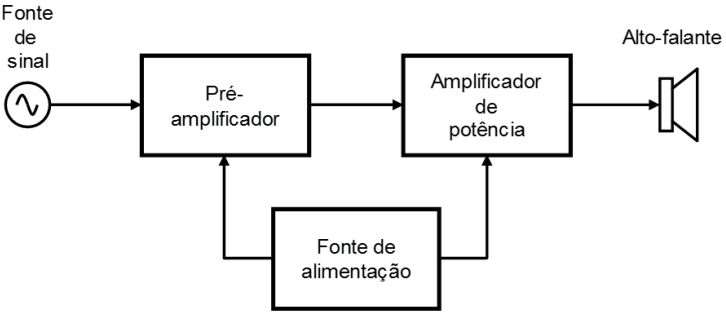 Fonte
de
sinal
Pré-
amplificador
Amplificador
de
potência
Alto-falante
Fonte de
alimentação